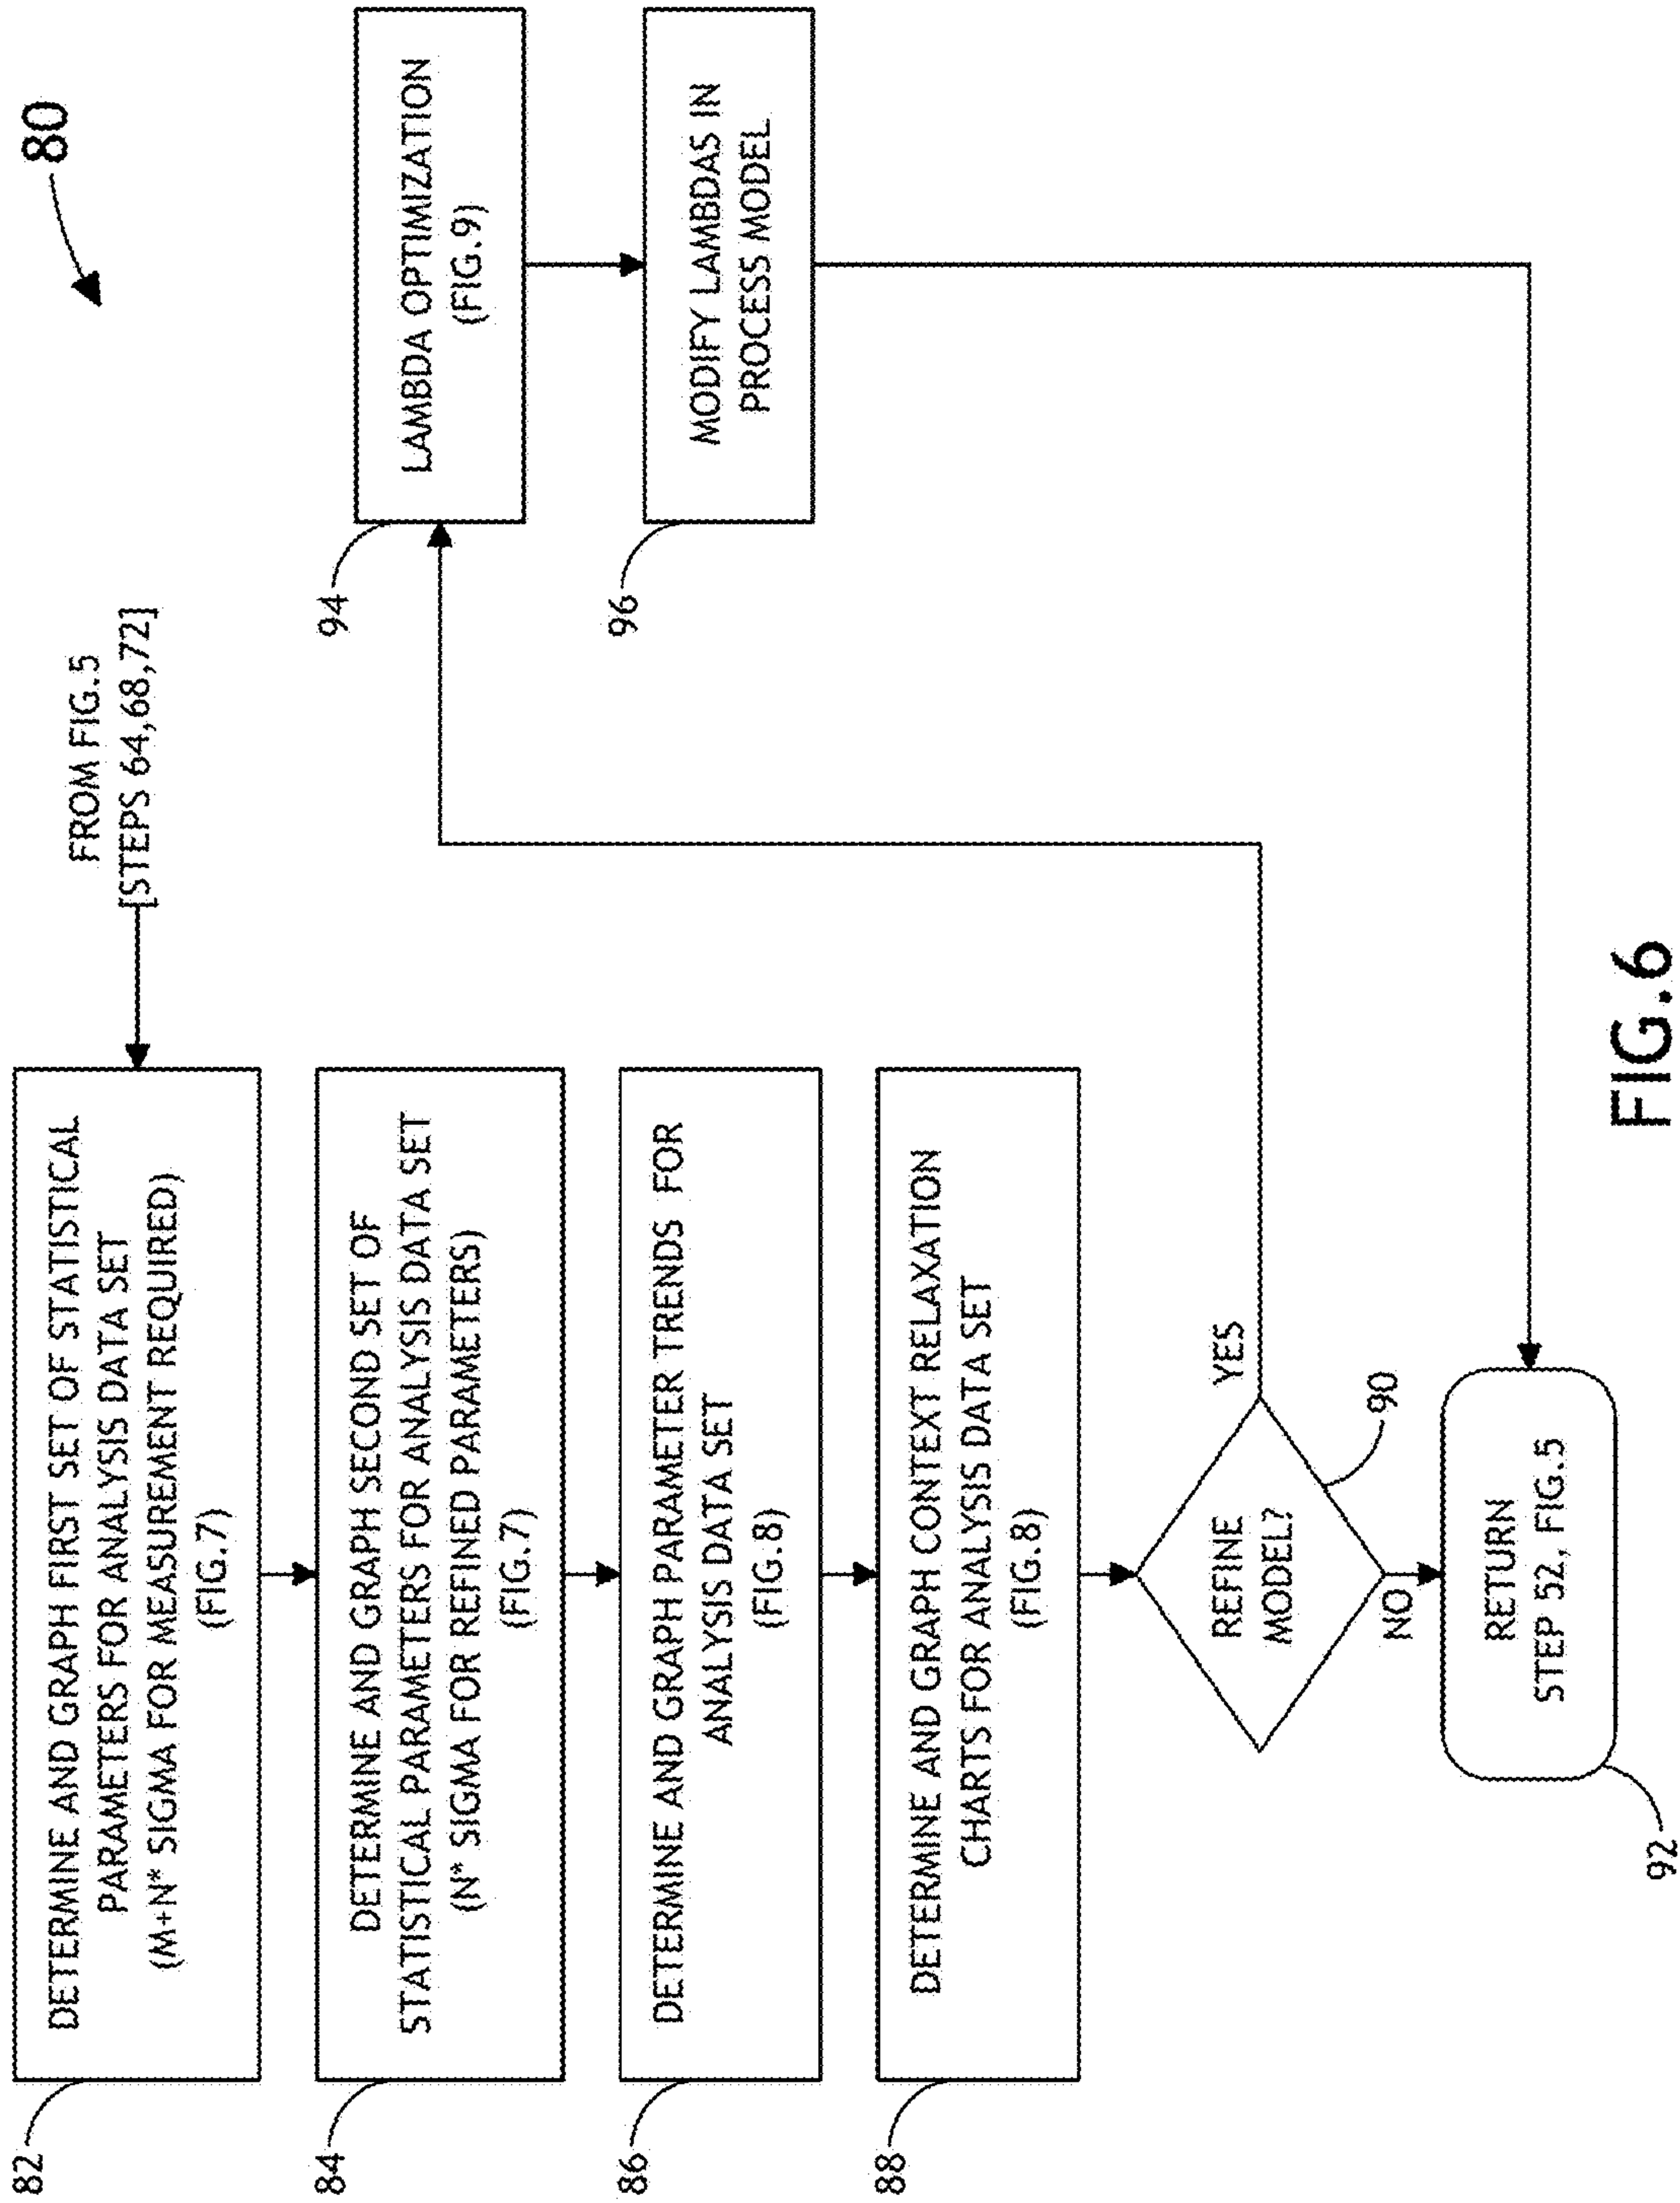 80
FROM FIG.5
[STEPS 64,68,72]
82
DETERMINE AND GRAPH FIRST SET OF STATISTICAL
PARAMETERS FOR ANALYSIS DATA SET
(M+N* SIGMA FOR MEASUREMENT REQUIRED)
(FIG.7)
84
DETERMINE AND GRAPH SECOND SET OF
STATISTICAL PARAMETERS FOR ANALYSIS DATA SET
(N* SIGMA FOR REFINED PARAMETERS)
(FIG.7)
86
DETERMINE AND GRAPH PARAMETER TRENDS FOR
ANALYSIS DATA SET
(FIG.8)
88
DETERMINE AND GRAPH CONTEXT RELAXATION
CHARTS FOR ANALYSIS DATA SET
(FIG.8)
REFINE
MODEL?
90
YES
NO
RETURN
STEP 52, FIG.5
92
94
LAMBDA OPTIMIZATION
(FIG.9)
96
MODIFY LAMBDAS IN
PROCESS MODEL
FIG.6